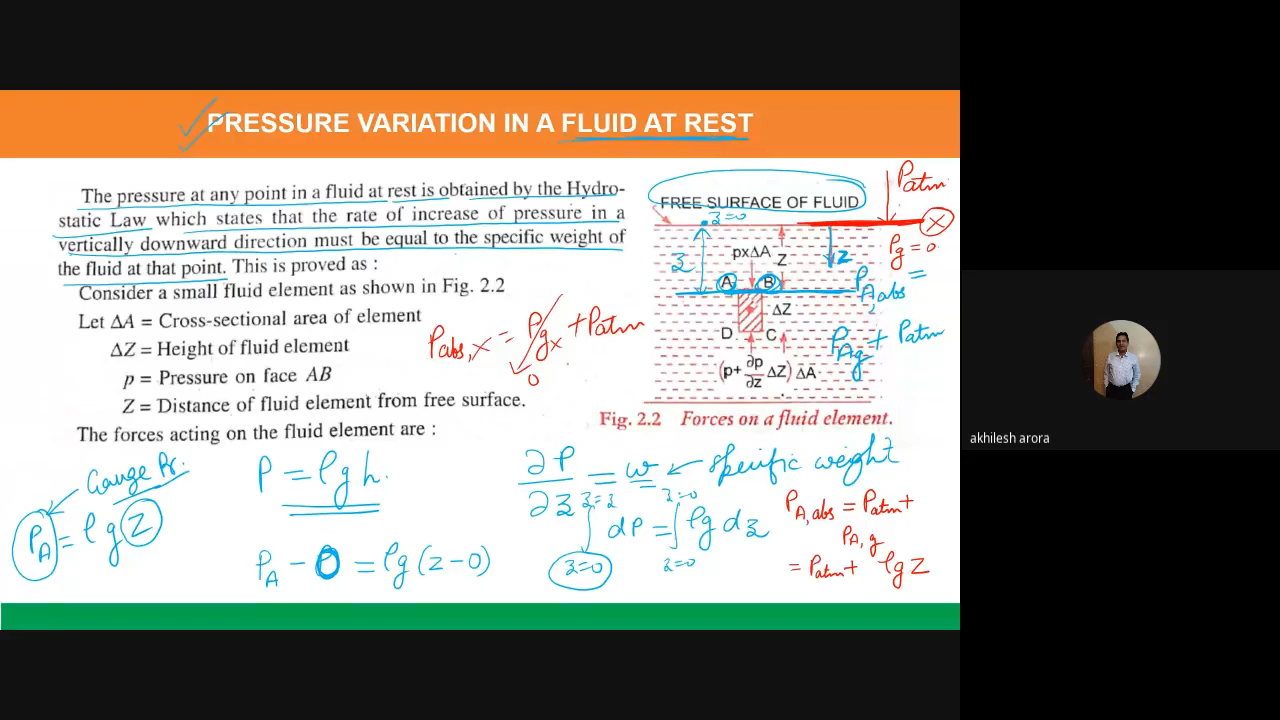 PRESSURE VARIATION IN A FLUID AT REST
The pressure at any point in a fluid at rest is obtained by the Hydro-
static Law which states that the rate of increase of pressure in a
vertically downward direction must be equal to the specific weight of
the fluid at that point. This is proved as :
Consider a small fluid element as shown in Fig. 2.2
Let ΔA = Cross-sectional area of element
ΔZ = Height of fluid element
p = Pressure on face AB
Z = Distance of fluid element from free surface.
The forces acting on the fluid element are :
Pabs,x = Pgx + Patm
0
FREE SURFACE OF FLUID
Patm
z=0
X
Pg = 0
z
p×ΔA
Z
Z
A
B
PA,abs =
PAg + Patm
ΔZ
D
C
(p+ ∂p/∂z ΔZ) ΔA
Fig. 2.2 Forces on a fluid element.
akhilesh arora
Gauge Pr.
PA = ρg z
P = ρgh.
PA − 0 = ρg (z−0)
∂P/∂z = w ← specific weight
z=z
∫ dP = ∫ ρg dz
z=0
z=0
PA,abs = Patm +
PA,g
= Patm + ρgz